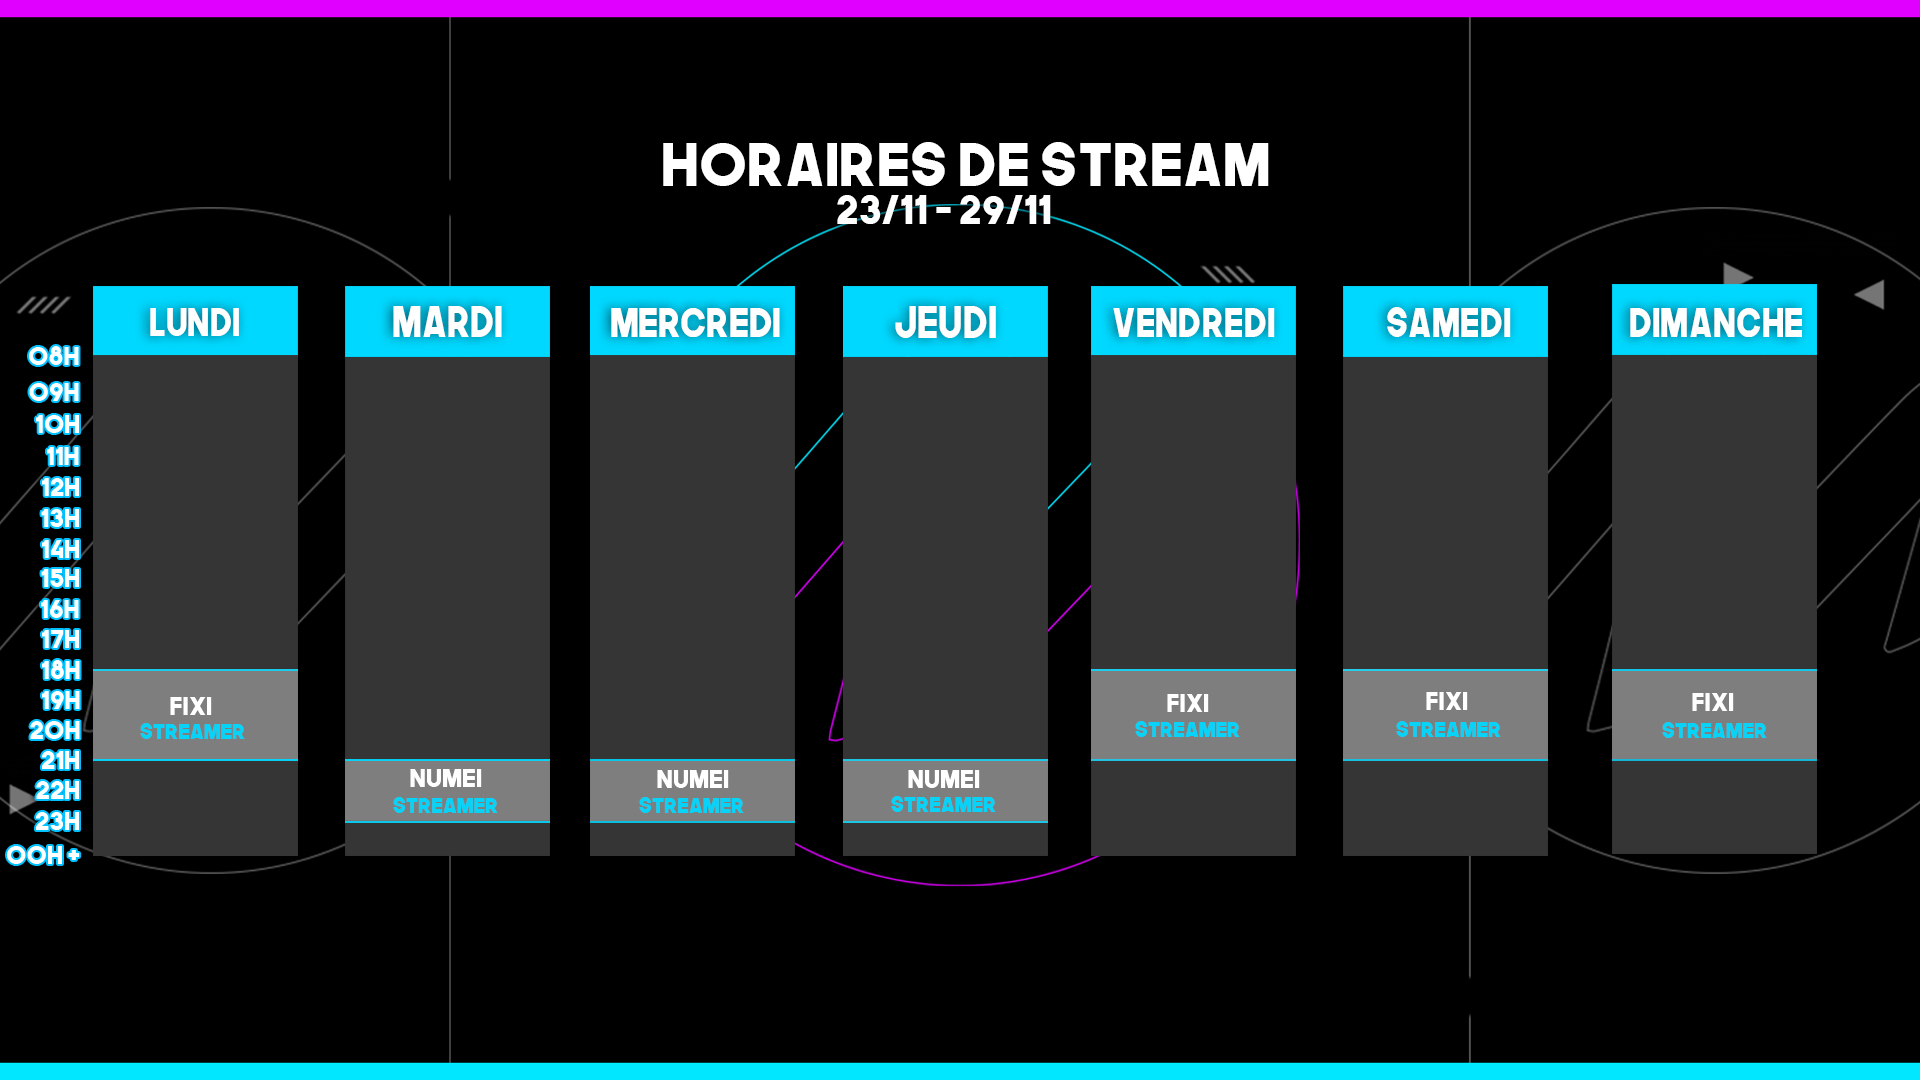 HORAIRES DE STREAM
23/11 - 29/11
LUNDI
MARDI
MERCREDI
JEUDI
VENDREDI
SAMEDI
DIMANCHE
08H
09H
10H
11H
12H
13H
14H
15H
16H
17H
18H
19H
20H
21H
22H
23H
00H +
FIXI
STREAMER
NUMEI
STREAMER
NUMEI
STREAMER
NUMEI
STREAMER
FIXI
STREAMER
FIXI
STREAMER
FIXI
STREAMER